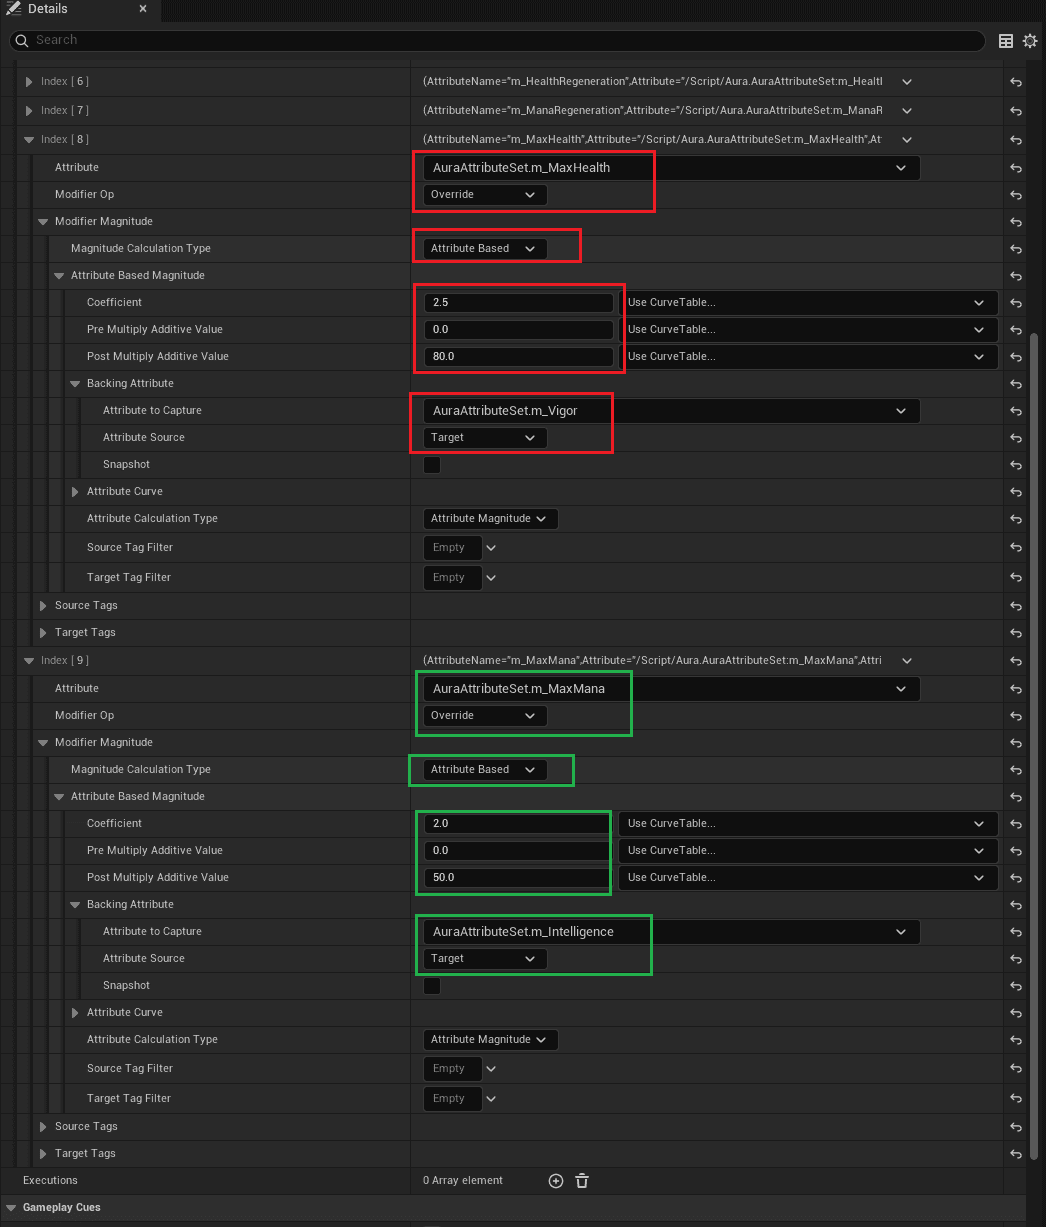 Details
Search
Index [ 6 ] (AttributeName="m_HealthRegeneration",Attribute="/Script/Aura.AuraAttributeSet:m_Healtl
Index [ 7 ] (AttributeName="m_ManaRegeneration",Attribute="/Script/Aura.AuraAttributeSet:m_ManaR
Index [ 8 ] (AttributeName="m_MaxHealth",Attribute="/Script/Aura.AuraAttributeSet:m_MaxHealth",At
Attribute AuraAttributeSet.m_MaxHealth
Modifier Op Override
Modifier Magnitude
Magnitude Calculation Type Attribute Based
Attribute Based Magnitude
Coefficient 2.5 Use CurveTable...
Pre Multiply Additive Value 0.0 Use CurveTable...
Post Multiply Additive Value 80.0 Use CurveTable...
Backing Attribute
Attribute to Capture AuraAttributeSet.m_Vigor
Attribute Source Target
Snapshot
Attribute Curve
Attribute Calculation Type Attribute Magnitude
Source Tag Filter Empty
Target Tag Filter Empty
Source Tags
Target Tags
Index [ 9 ] (AttributeName="m_MaxMana",Attribute="/Script/Aura.AuraAttributeSet:m_MaxMana",Attri
Attribute AuraAttributeSet.m_MaxMana
Modifier Op Override
Modifier Magnitude
Magnitude Calculation Type Attribute Based
Attribute Based Magnitude
Coefficient 2.0 Use CurveTable...
Pre Multiply Additive Value 0.0 Use CurveTable...
Post Multiply Additive Value 50.0 Use CurveTable...
Backing Attribute
Attribute to Capture AuraAttributeSet.m_Intelligence
Attribute Source Target
Snapshot
Attribute Curve
Attribute Calculation Type Attribute Magnitude
Source Tag Filter Empty
Target Tag Filter Empty
Source Tags
Target Tags
Executions 0 Array element
Gameplay Cues